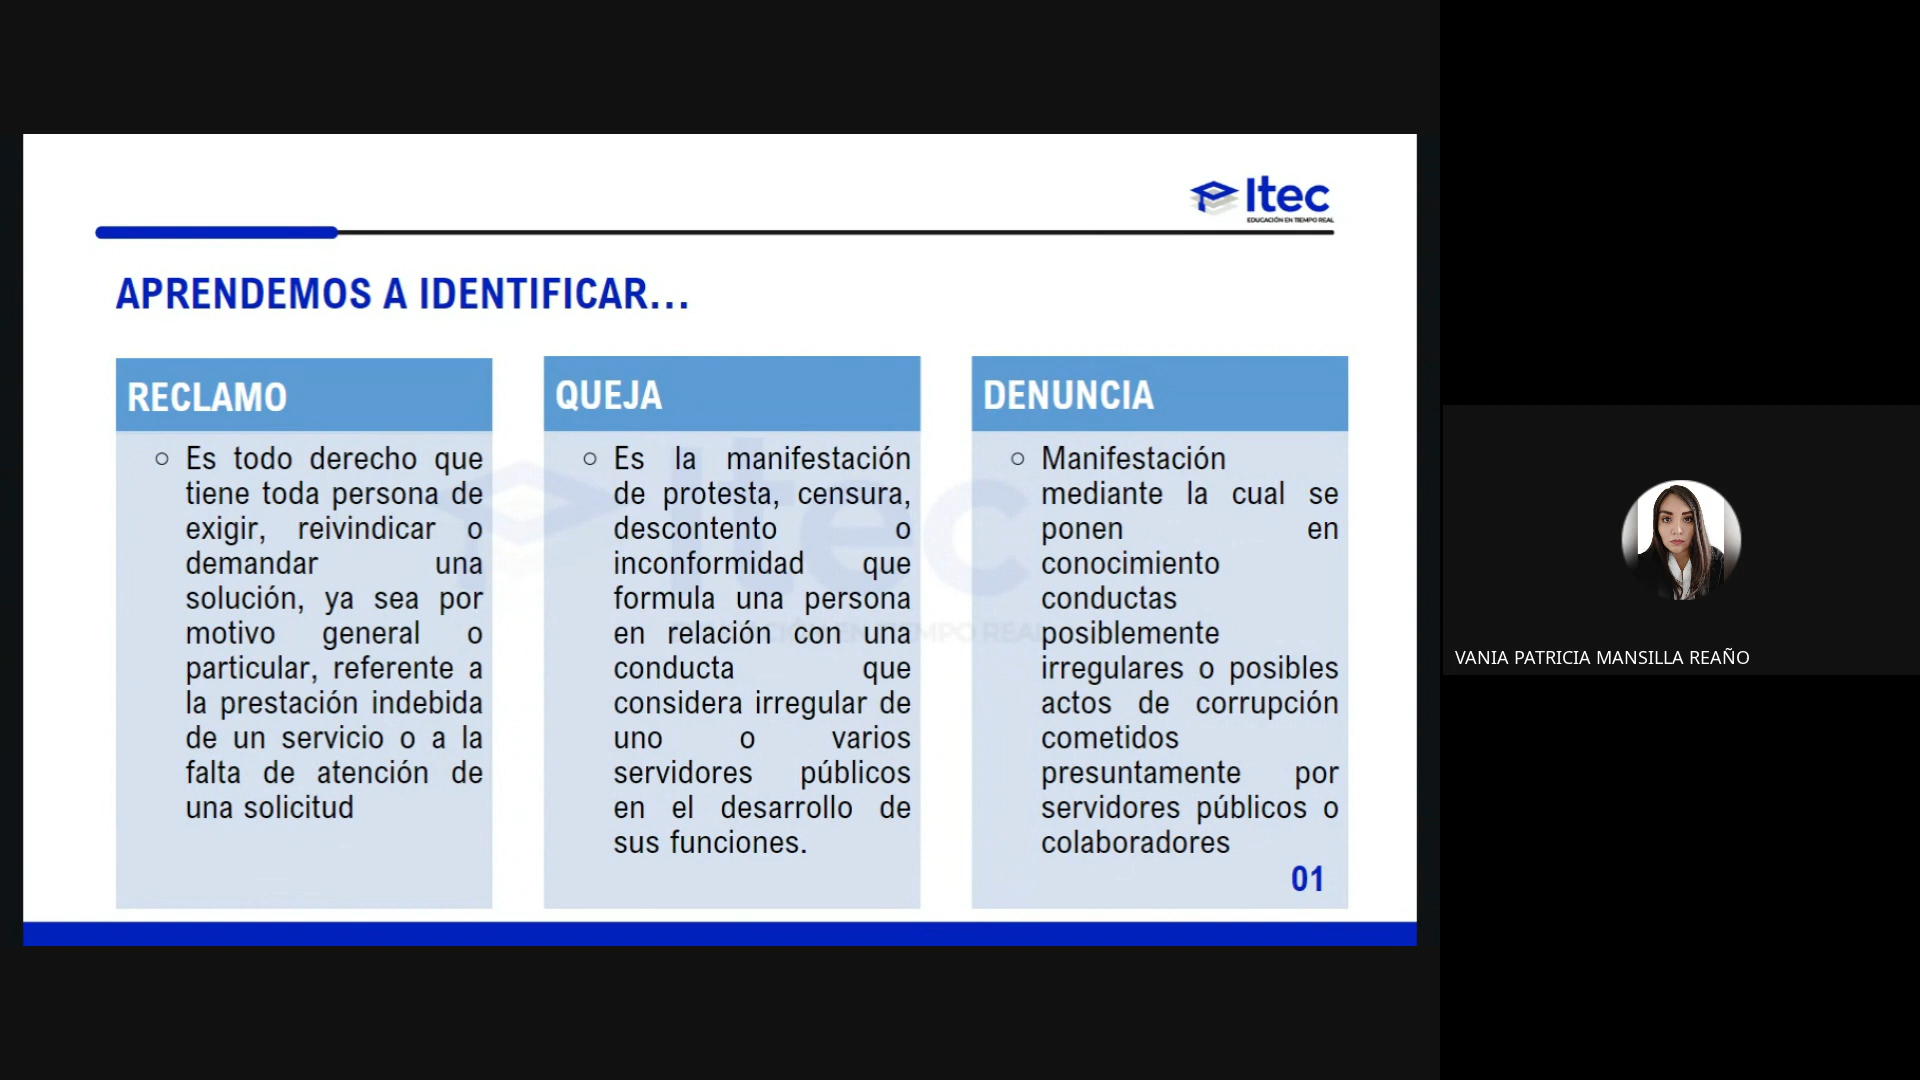 Itec
EDUCACIÓN EN TIEMPO REAL
APRENDEMOS A IDENTIFICAR...
RECLAMO
○ Es todo derecho que
tiene toda persona de
exigir, reivindicar o
demandar una
solución, ya sea por
motivo general o
particular, referente a
la prestación indebida
de un servicio o a la
falta de atención de
una solicitud
QUEJA
○ Es la manifestación
de protesta, censura,
descontento o
inconformidad que
formula una persona
en relación con una
conducta que
considera irregular de
uno o varios
servidores públicos
en el desarrollo de
sus funciones.
DENUNCIA
○ Manifestación
mediante la cual se
ponen en
conocimiento
conductas
posiblemente
irregulares o posibles
actos de corrupción
cometidos
presuntamente por
servidores públicos o
colaboradores
01
Itec
EDUCACIÓN EN TIEMPO REAL
VANIA PATRICIA MANSILLA REAÑO